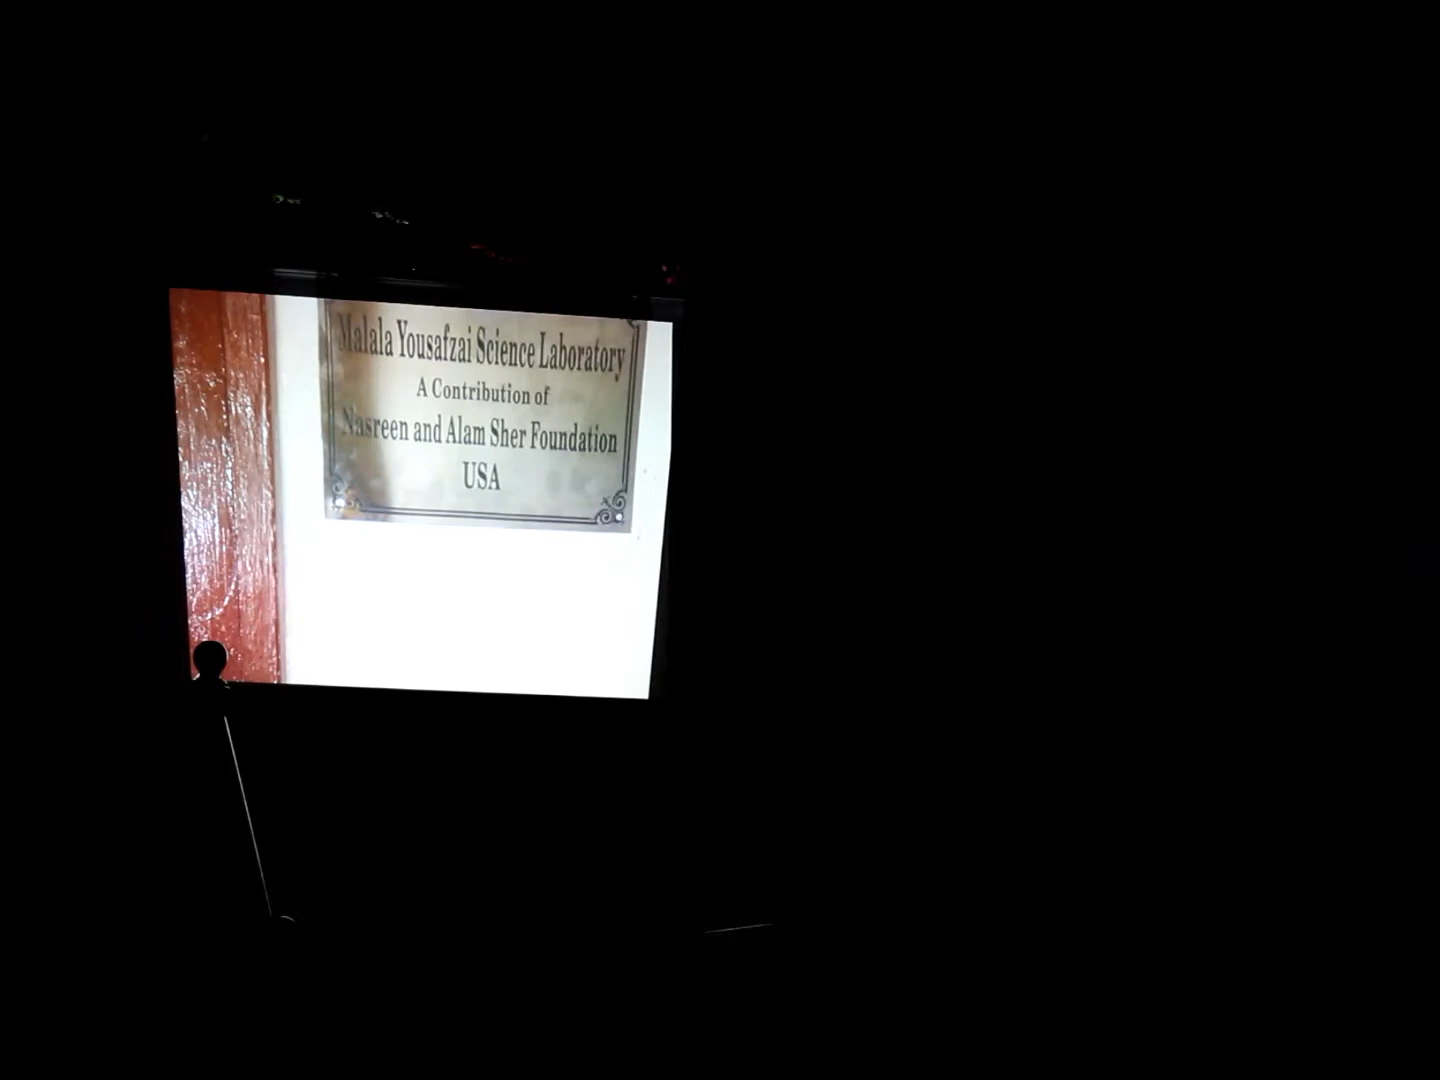 Malala Yousafzai Science Laboratory
A Contribution of
Nasreen and Alam Sher Foundation
USA